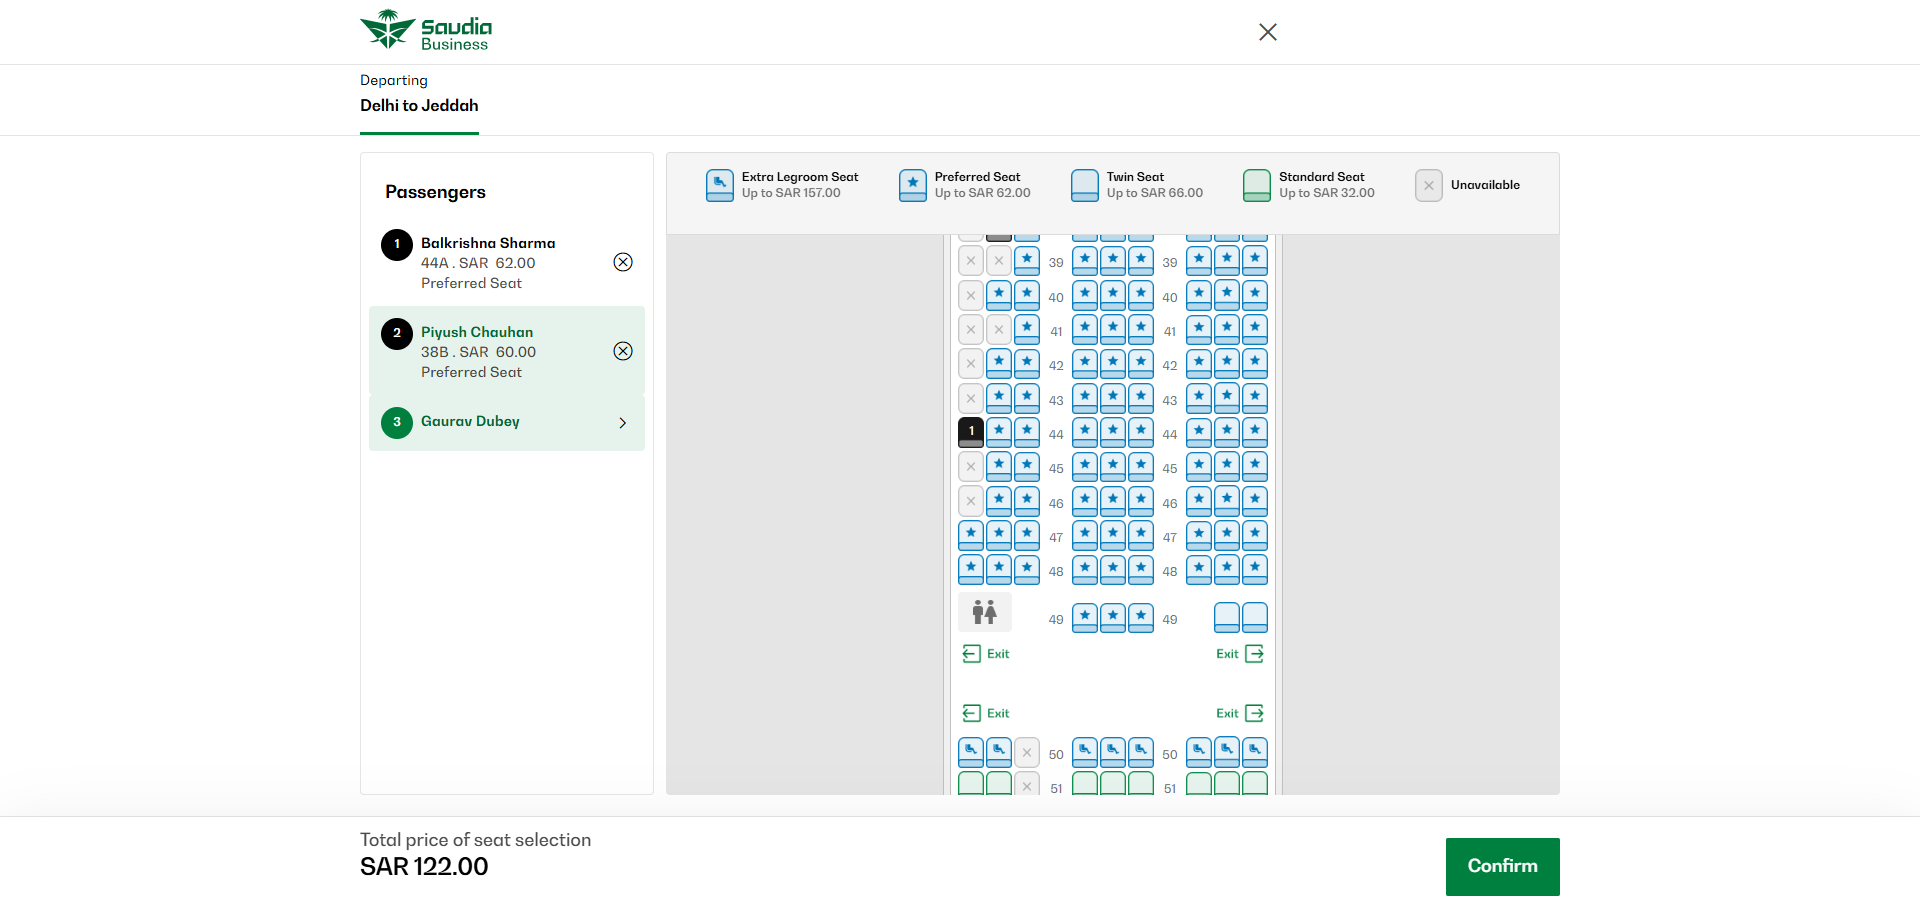 Saudia
Business
Departing
Delhi to Jeddah
Passengers
1
Balkrishna Sharma
44A . SAR 62.00
Preferred Seat
2
Piyush Chauhan
38B . SAR 60.00
Preferred Seat
3
Gaurav Dubey
Extra Legroom Seat
Up to SAR 157.00
Preferred Seat
Up to SAR 62.00
Twin Seat
Up to SAR 66.00
Standard Seat
Up to SAR 32.00
Unavailable
39 39
40 40
41 41
42 42
43 43
1 44 44
45 45
46 46
47 47
48 48
49 49
Exit Exit
Exit Exit
50 50
51 51
Total price of seat selection
SAR 122.00
Confirm